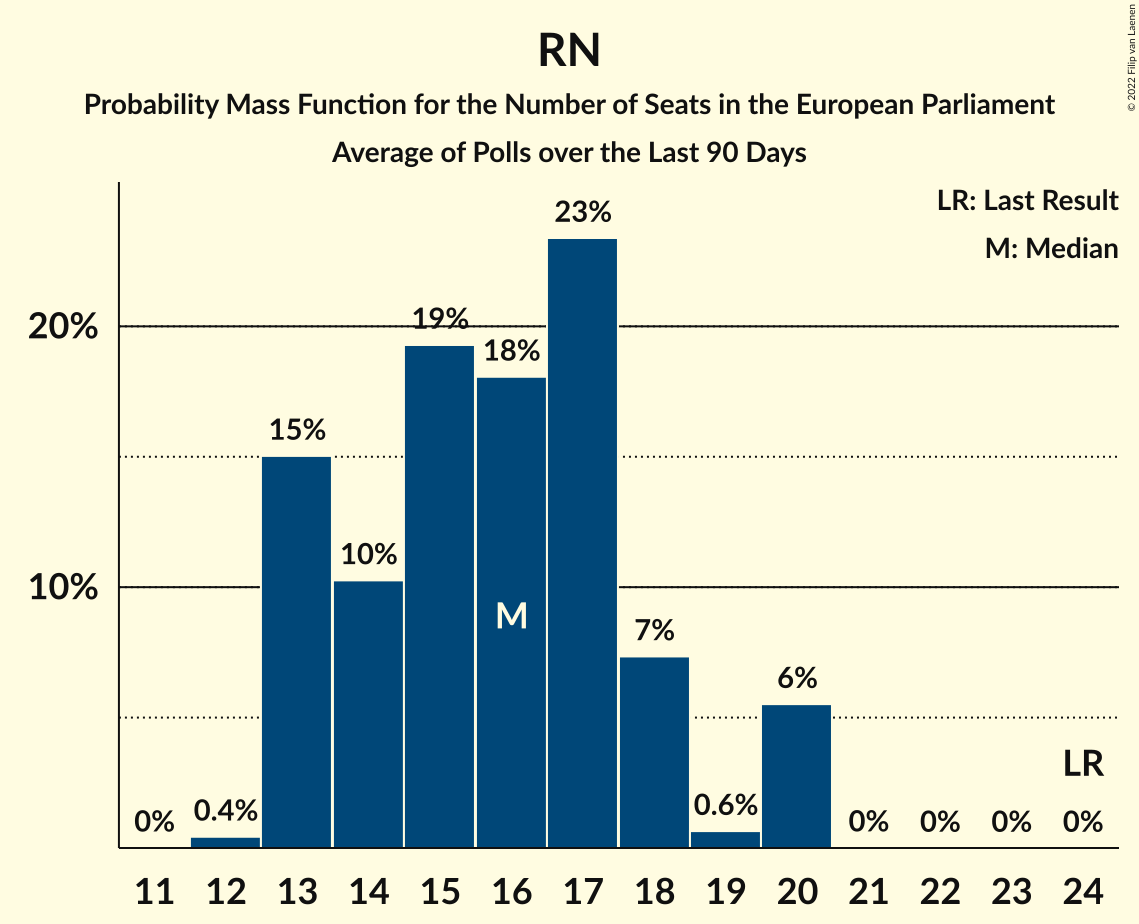 RN
Probability Mass Function for the Number of Seats in the European Parliament
Average of Polls over the Last 90 Days
© 2022 Filip van Laenen
LR: Last Result
M: Median
20%
10%
0%
0.4%
15%
10%
19%
18%
23%
7%
0.6%
6%
0%
0%
0%
0%
M
LR
11 12 13 14 15 16 17 18 19 20 21 22 23 24